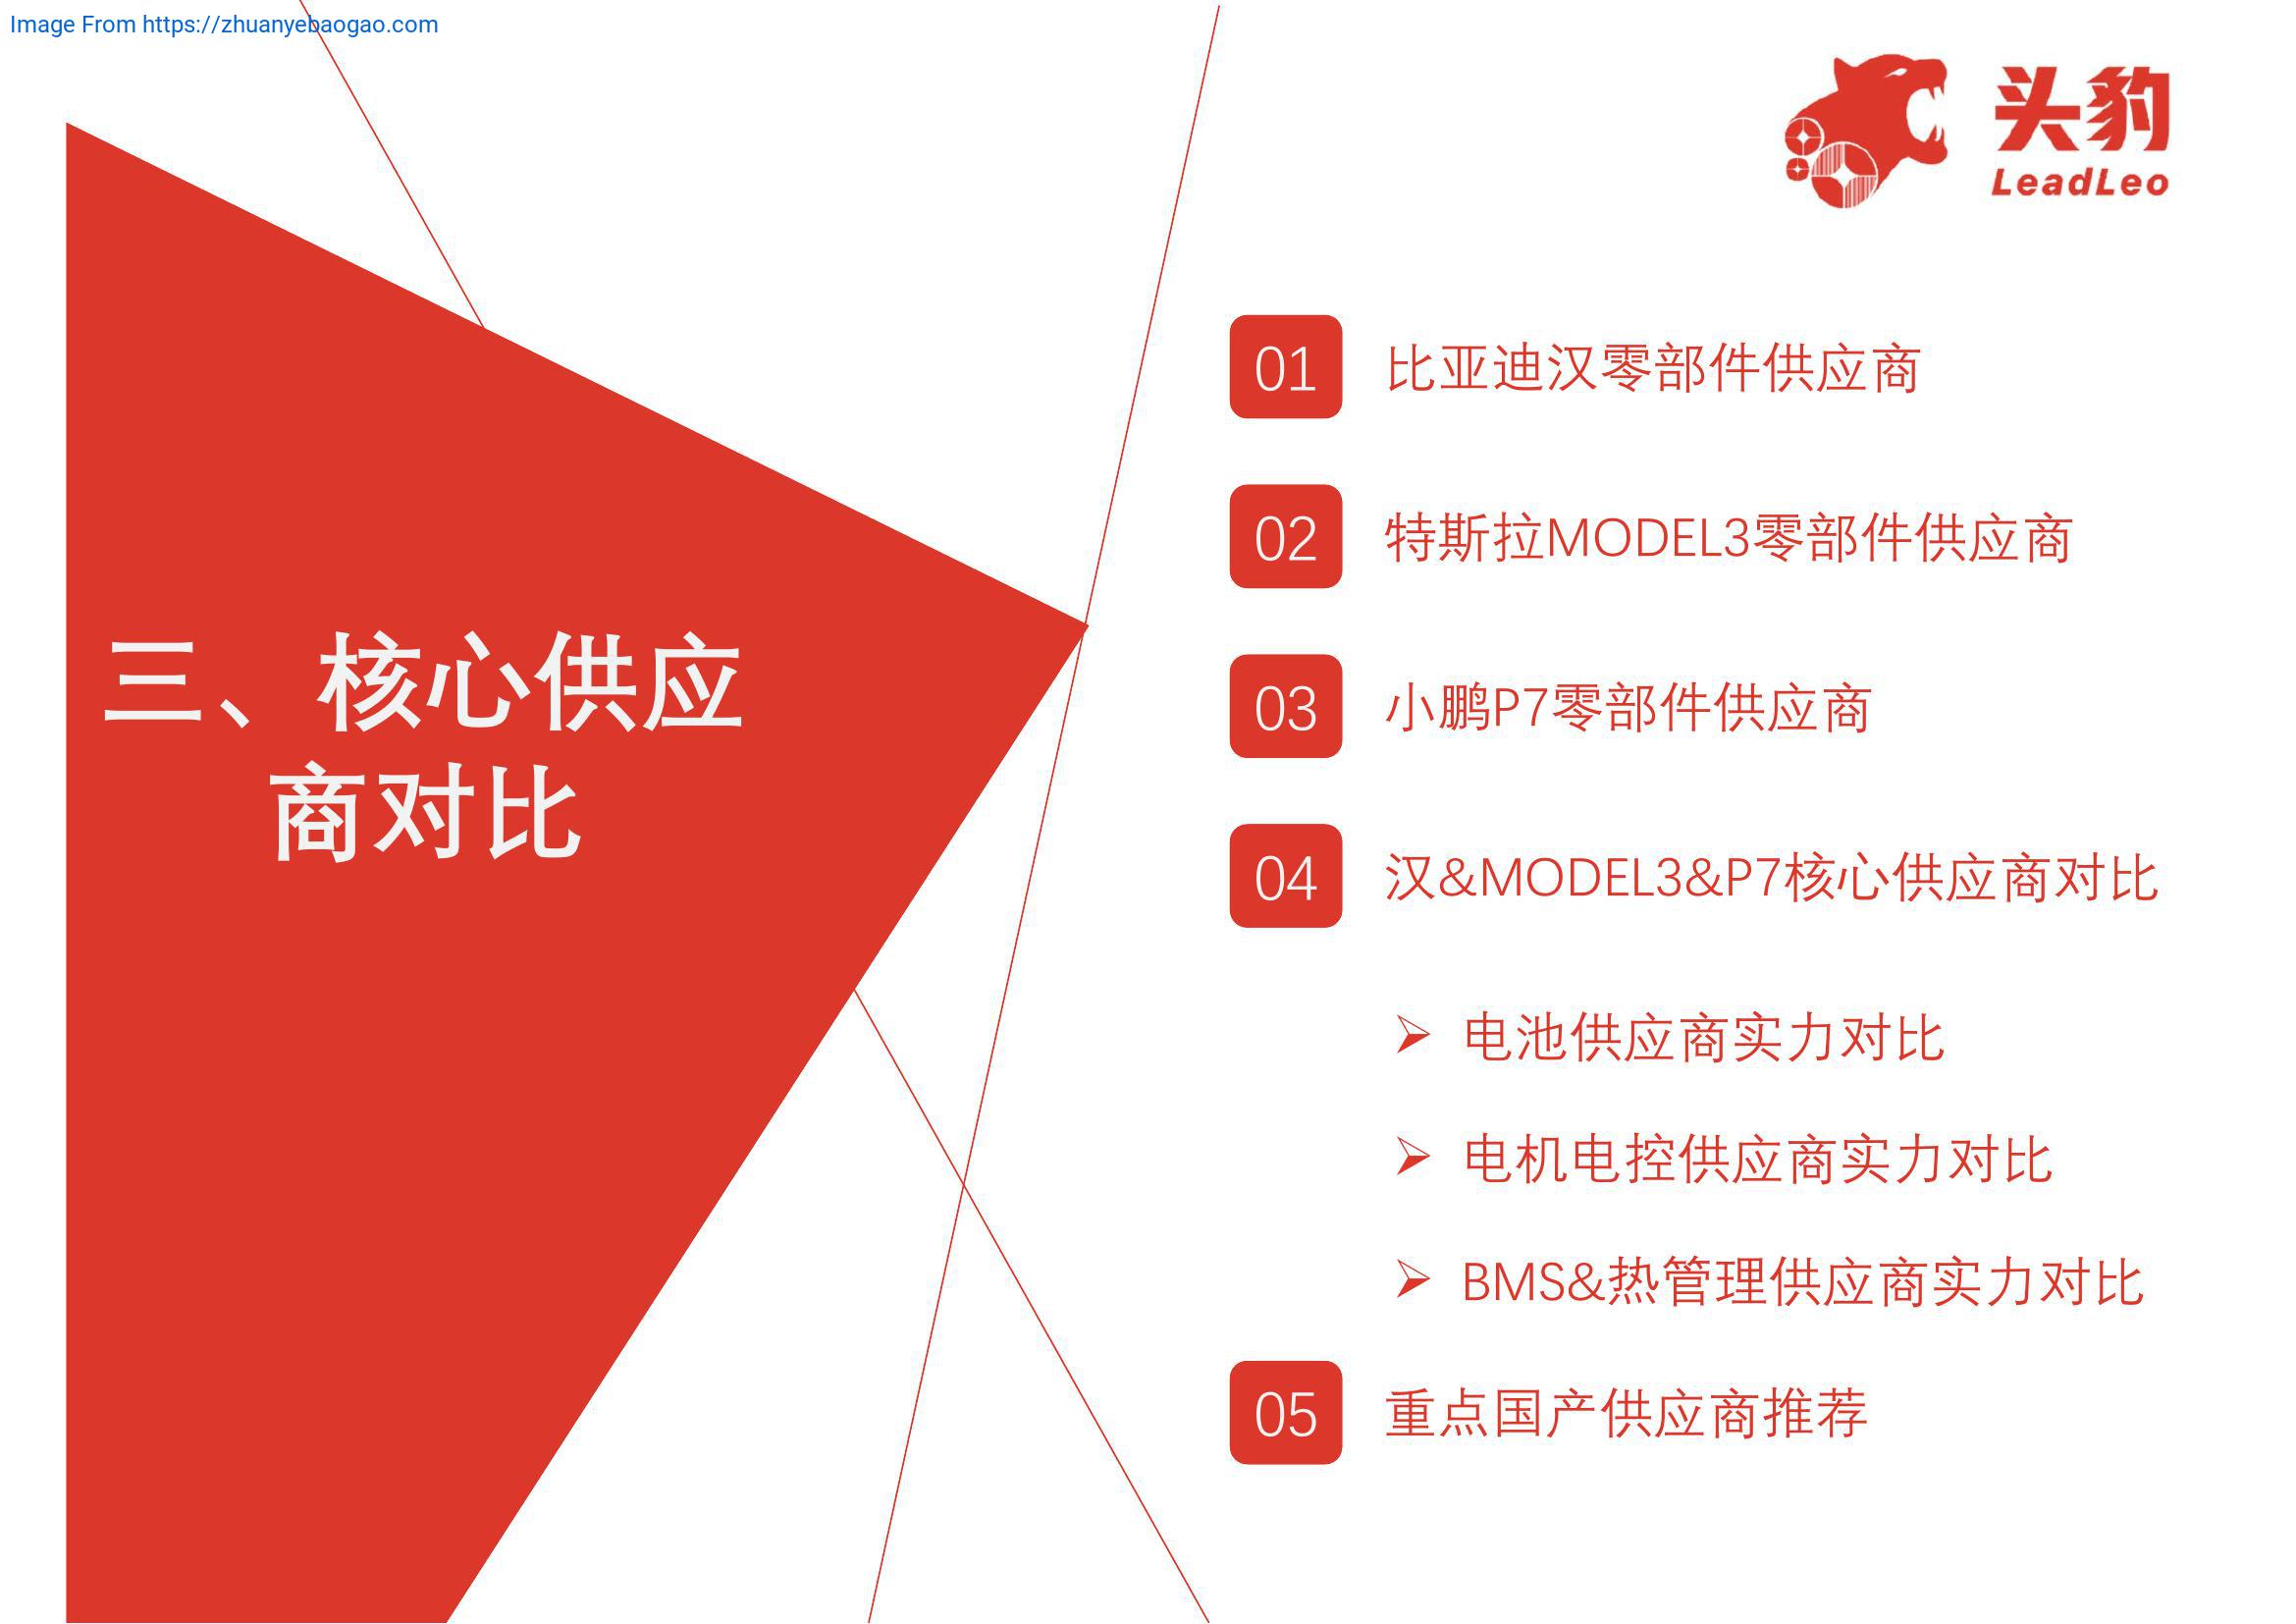 Image From https://zhuanyebaogao.com
头豹
LeadLeo
三、核心供应
商对比
01 比亚迪汉零部件供应商
02 特斯拉MODEL3零部件供应商
03 小鹏P7零部件供应商
04 汉&MODEL3&P7核心供应商对比
电池供应商实力对比
电机电控供应商实力对比
BMS&热管理供应商实力对比
05 重点国产供应商推荐